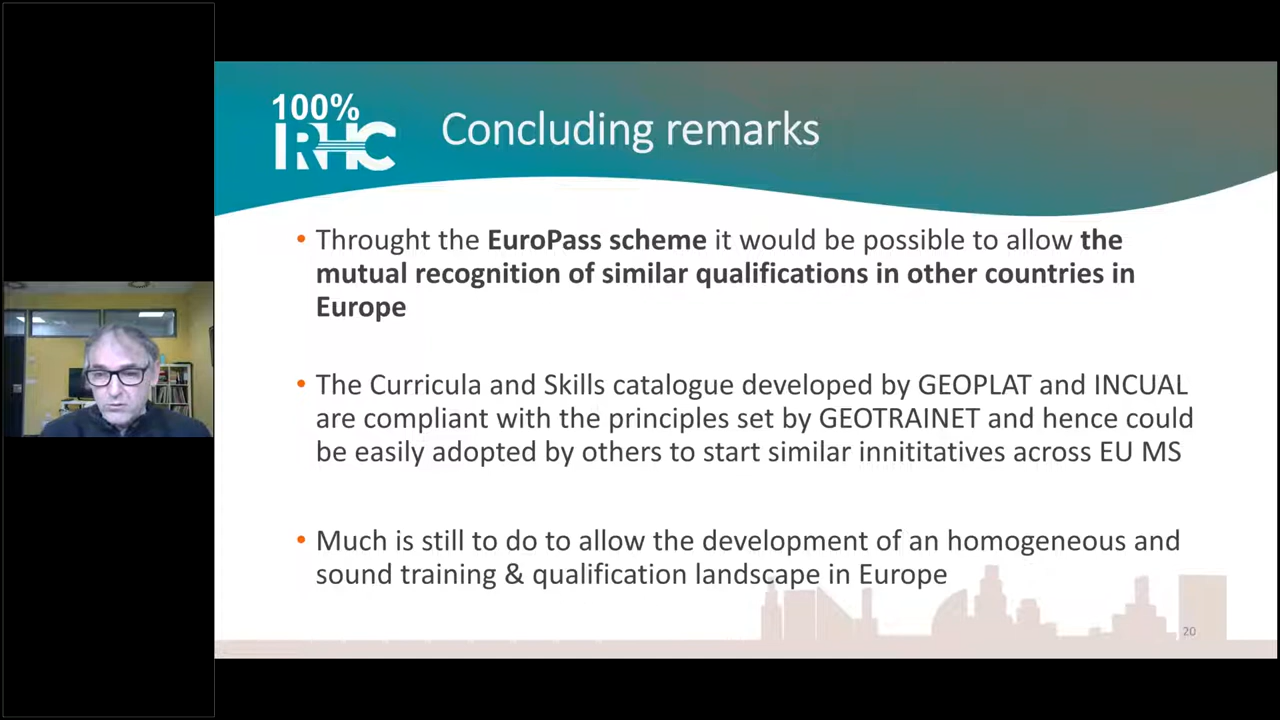 100%
RHC
Concluding remarks
• Throught the EuroPass scheme it would be possible to allow the
mutual recognition of similar qualifications in other countries in
Europe
• The Curricula and Skills catalogue developed by GEOPLAT and INCUAL
are compliant with the principles set by GEOTRAINET and hence could
be easily adopted by others to start similar innititatives across EU MS
• Much is still to do to allow the development of an homogeneous and
sound training & qualification landscape in Europe
20